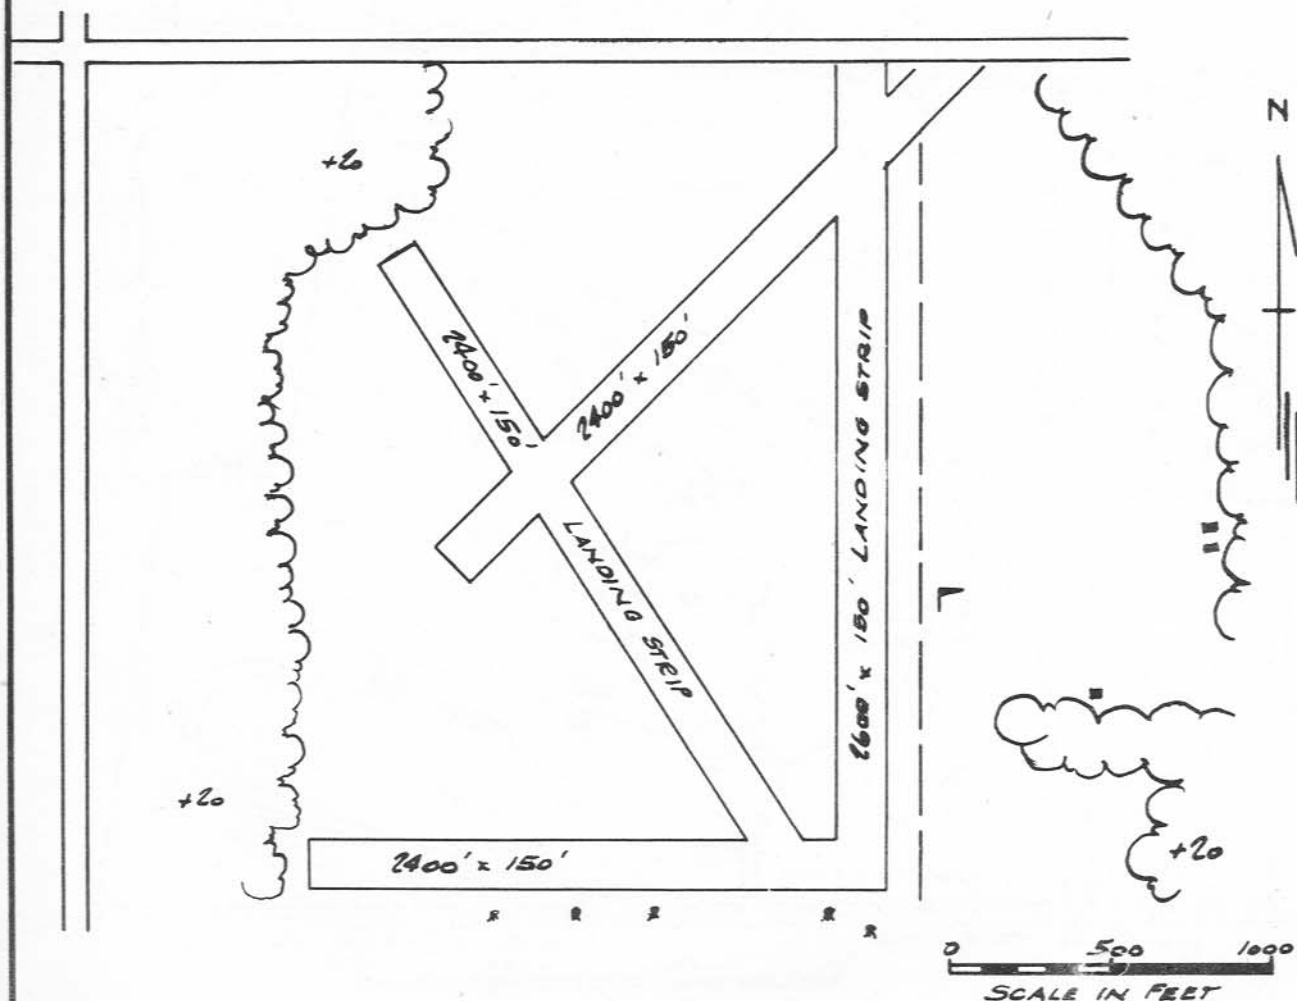 N
+20
2400' x 150'
2400' x 150'
2600' x 150' LANDING STRIP
LANDING STRIP
+20
+20
2400' x 150'
0 500 1000
SCALE IN FEET